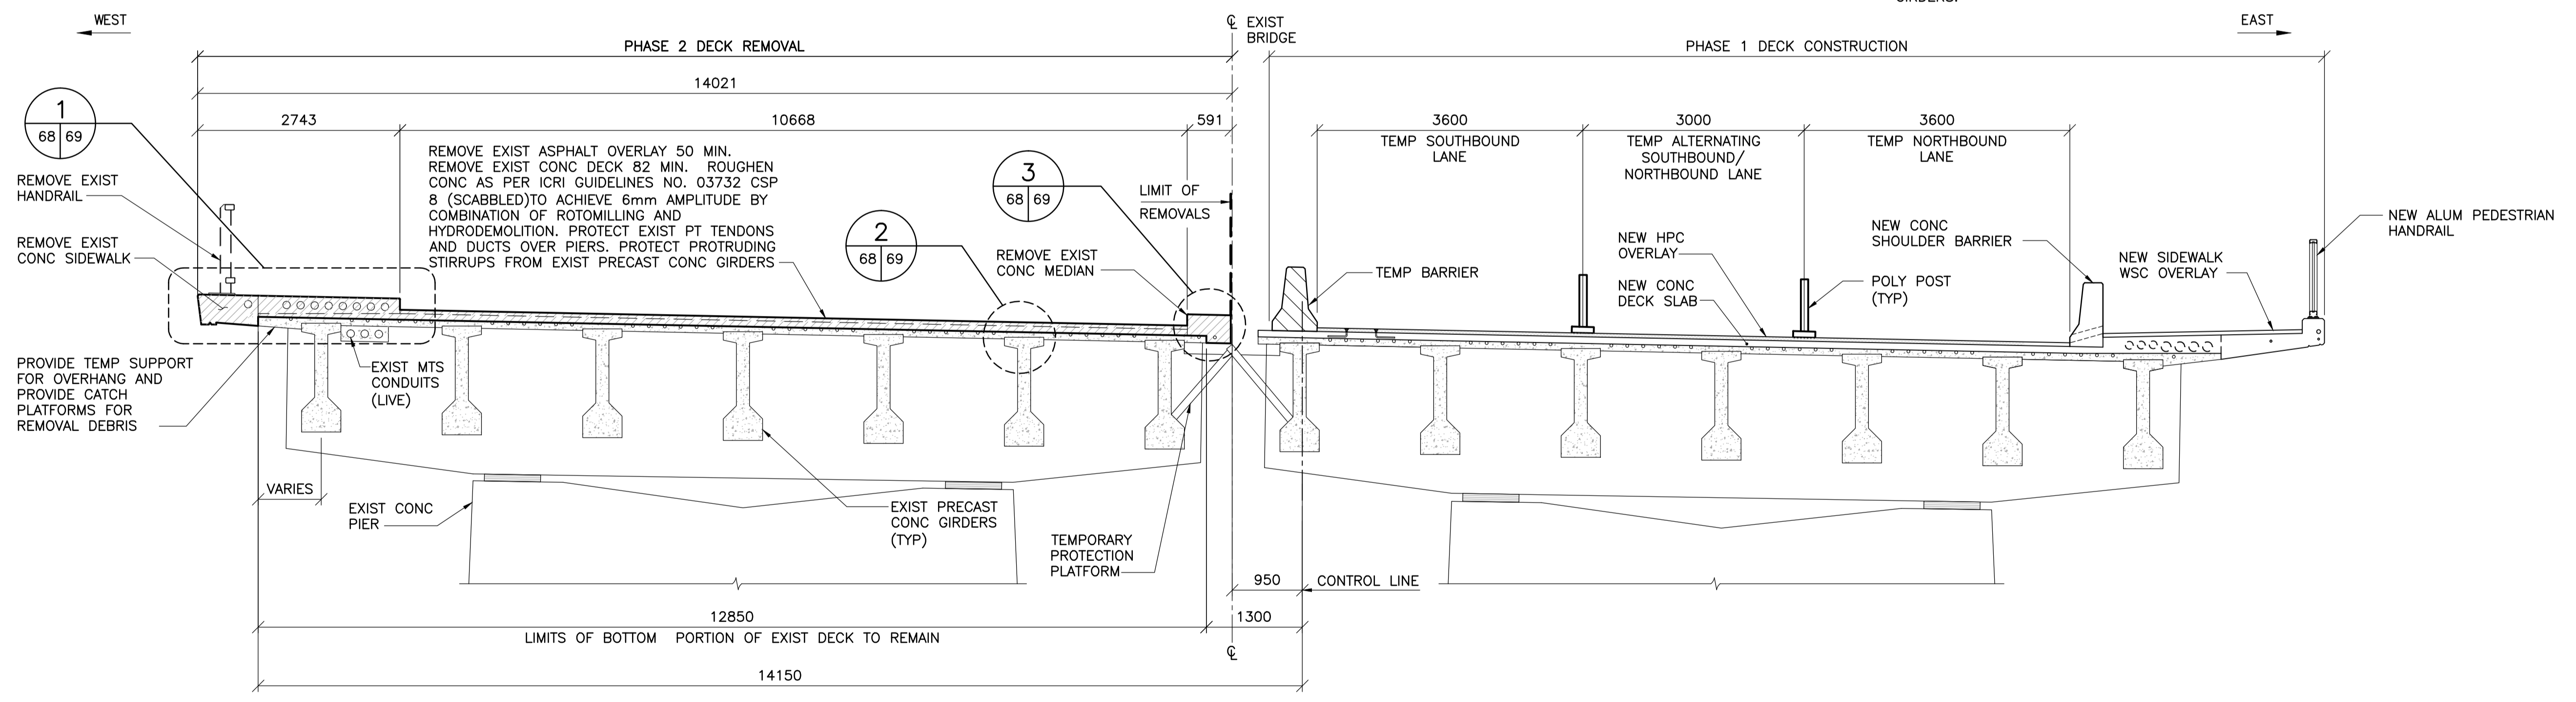 WEST
℄ EXIST
BRIDGE
EAST
PHASE 2 DECK REMOVAL
PHASE 1 DECK CONSTRUCTION
14021
2743
10668
591
3600
TEMP SOUTHBOUND
LANE
3000
TEMP ALTERNATING
SOUTHBOUND/
NORTHBOUND LANE
3600
TEMP NORTHBOUND
LANE
1
68 69
REMOVE EXIST
HANDRAIL
REMOVE EXIST
CONC SIDEWALK
REMOVE EXIST ASPHALT OVERLAY 50 MIN.
REMOVE EXIST CONC DECK 82 MIN. ROUGHEN
CONC AS PER ICRI GUIDELINES NO. 03732 CSP
8 (SCABBLED)TO ACHIEVE 6mm AMPLITUDE BY
COMBINATION OF ROTOMILLING AND
HYDRODEMOLITION. PROTECT EXIST PT TENDONS
AND DUCTS OVER PIERS. PROTECT PROTRUDING
STIRRUPS FROM EXIST PRECAST CONC GIRDERS
2
68 69
3
68 69
REMOVE EXIST
CONC MEDIAN
LIMIT OF
REMOVALS
TEMP BARRIER
NEW HPC
OVERLAY
NEW CONC
DECK SLAB
POLY POST
(TYP)
NEW CONC
SHOULDER BARRIER
NEW SIDEWALK
WSC OVERLAY
NEW ALUM PEDESTRIAN
HANDRAIL
PROVIDE TEMP SUPPORT
FOR OVERHANG AND
PROVIDE CATCH
PLATFORMS FOR
REMOVAL DEBRIS
EXIST MTS
CONDUITS
(LIVE)
VARIES
EXIST CONC
PIER
EXIST PRECAST
CONC GIRDERS
(TYP)
TEMPORARY
PROTECTION
PLATFORM
950
CONTROL LINE
12850
1300
LIMITS OF BOTTOM PORTION OF EXIST DECK TO REMAIN
℄
14150